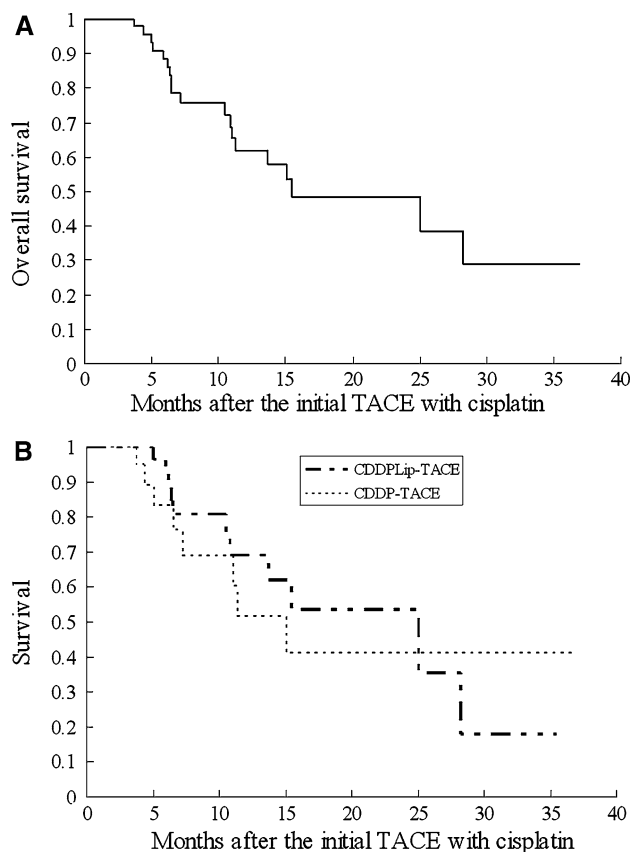 A
Overall survival
1
0.9
0.8
0.7
0.6
0.5
0.4
0.3
0.2
0.1
0
0 5 10 15 20 25 30 35 40
Months after the initial TACE with cisplatin
B
Survival
1
0.9
0.8
0.7
0.6
0.5
0.4
0.3
0.2
0.1
0
CDDPLip-TACE
CDDP-TACE
0 5 10 15 20 25 30 35 40
Months after the initial TACE with cisplatin